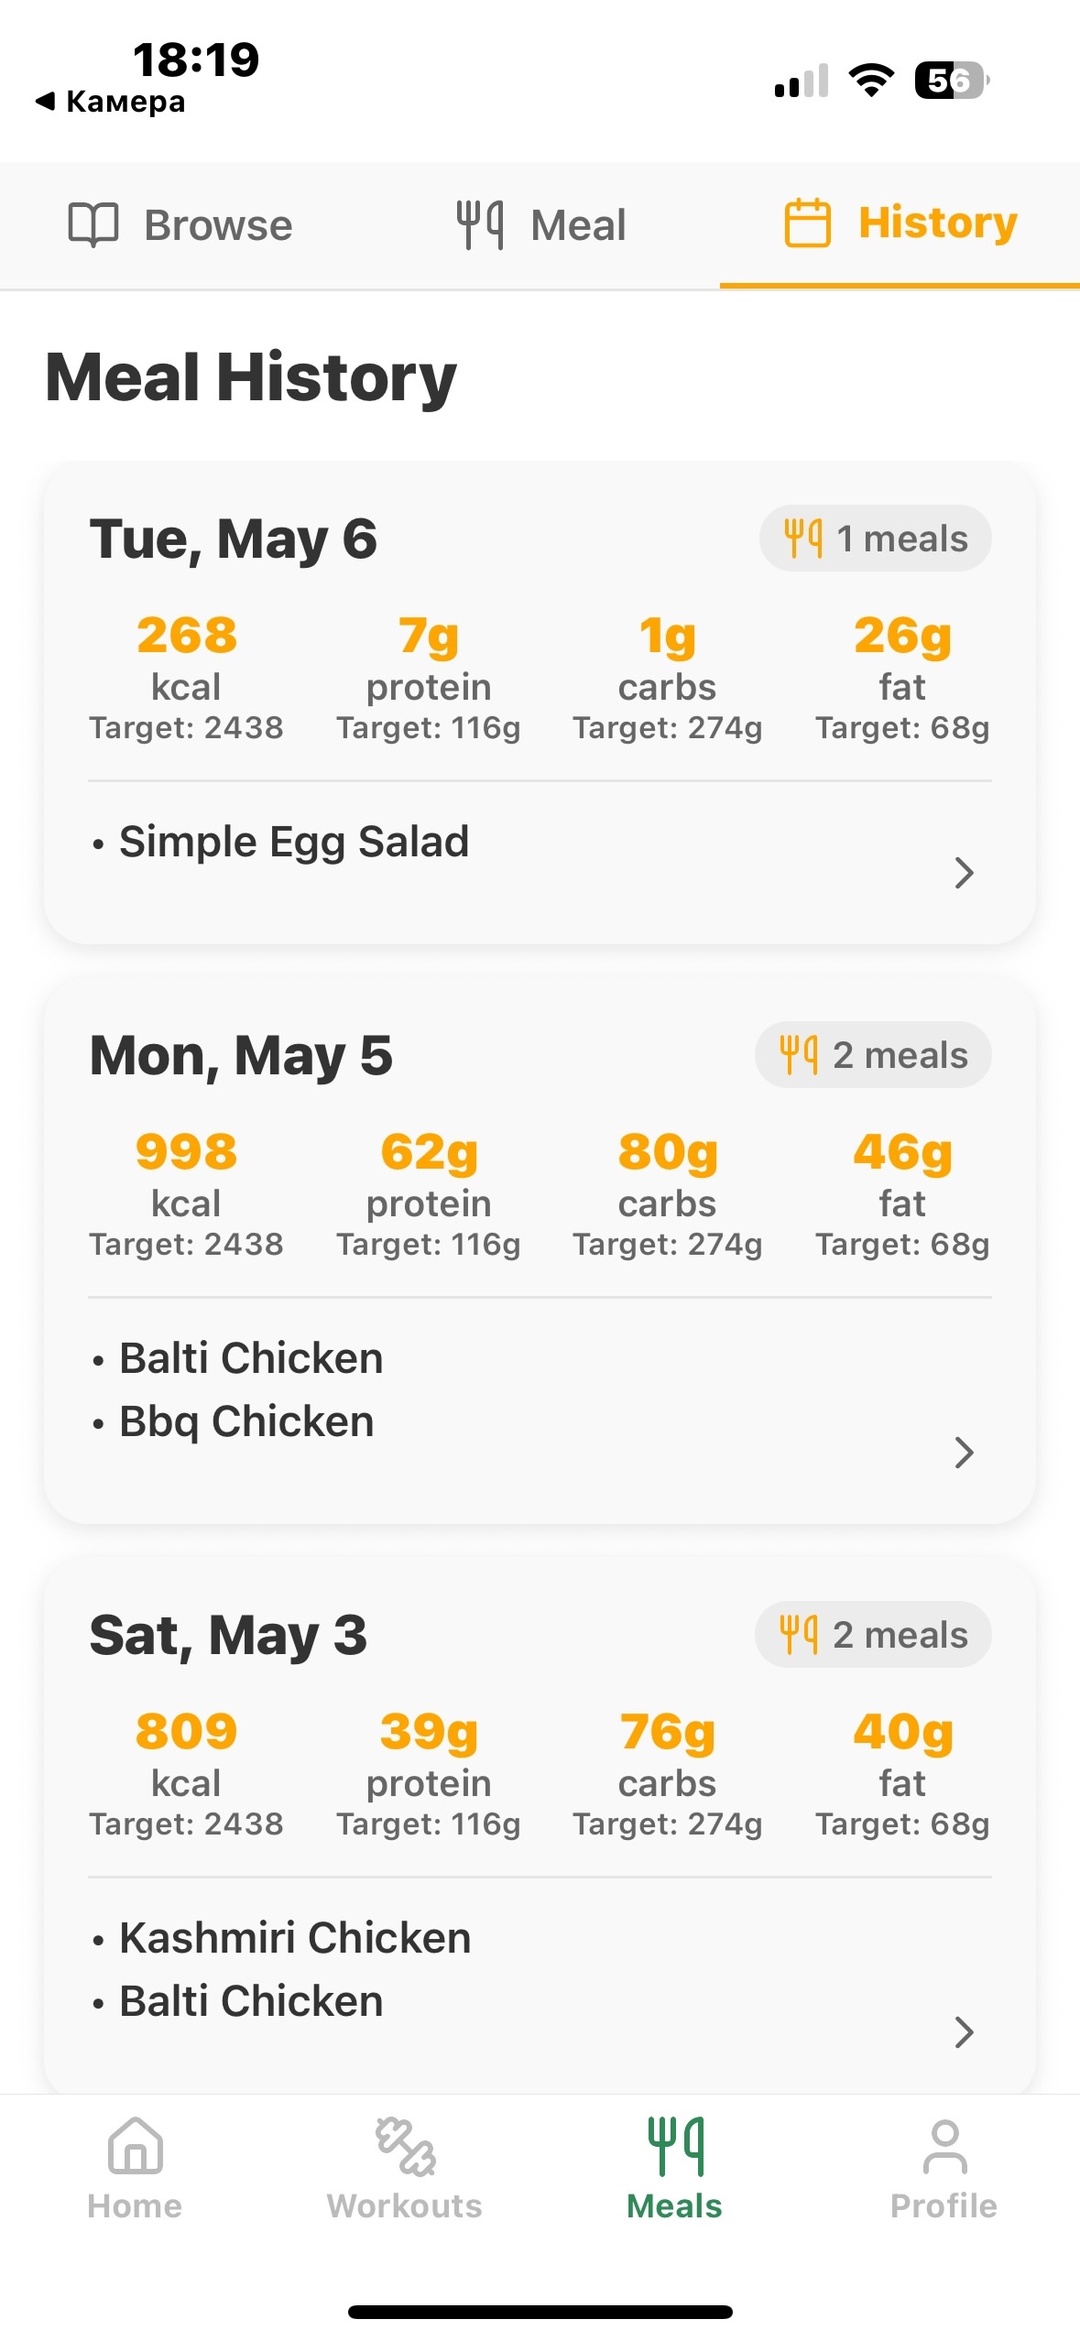 18:19
◀ Камера
56
Browse
Meal
History
Meal History
Tue, May 6
1 meals
268 7g 1g 26g
kcal protein carbs fat
Target: 2438 Target: 116g Target: 274g Target: 68g
• Simple Egg Salad
Mon, May 5
2 meals
998 62g 80g 46g
kcal protein carbs fat
Target: 2438 Target: 116g Target: 274g Target: 68g
• Balti Chicken
• Bbq Chicken
Sat, May 3
2 meals
809 39g 76g 40g
kcal protein carbs fat
Target: 2438 Target: 116g Target: 274g Target: 68g
• Kashmiri Chicken
• Balti Chicken
Home
Workouts
Meals
Profile